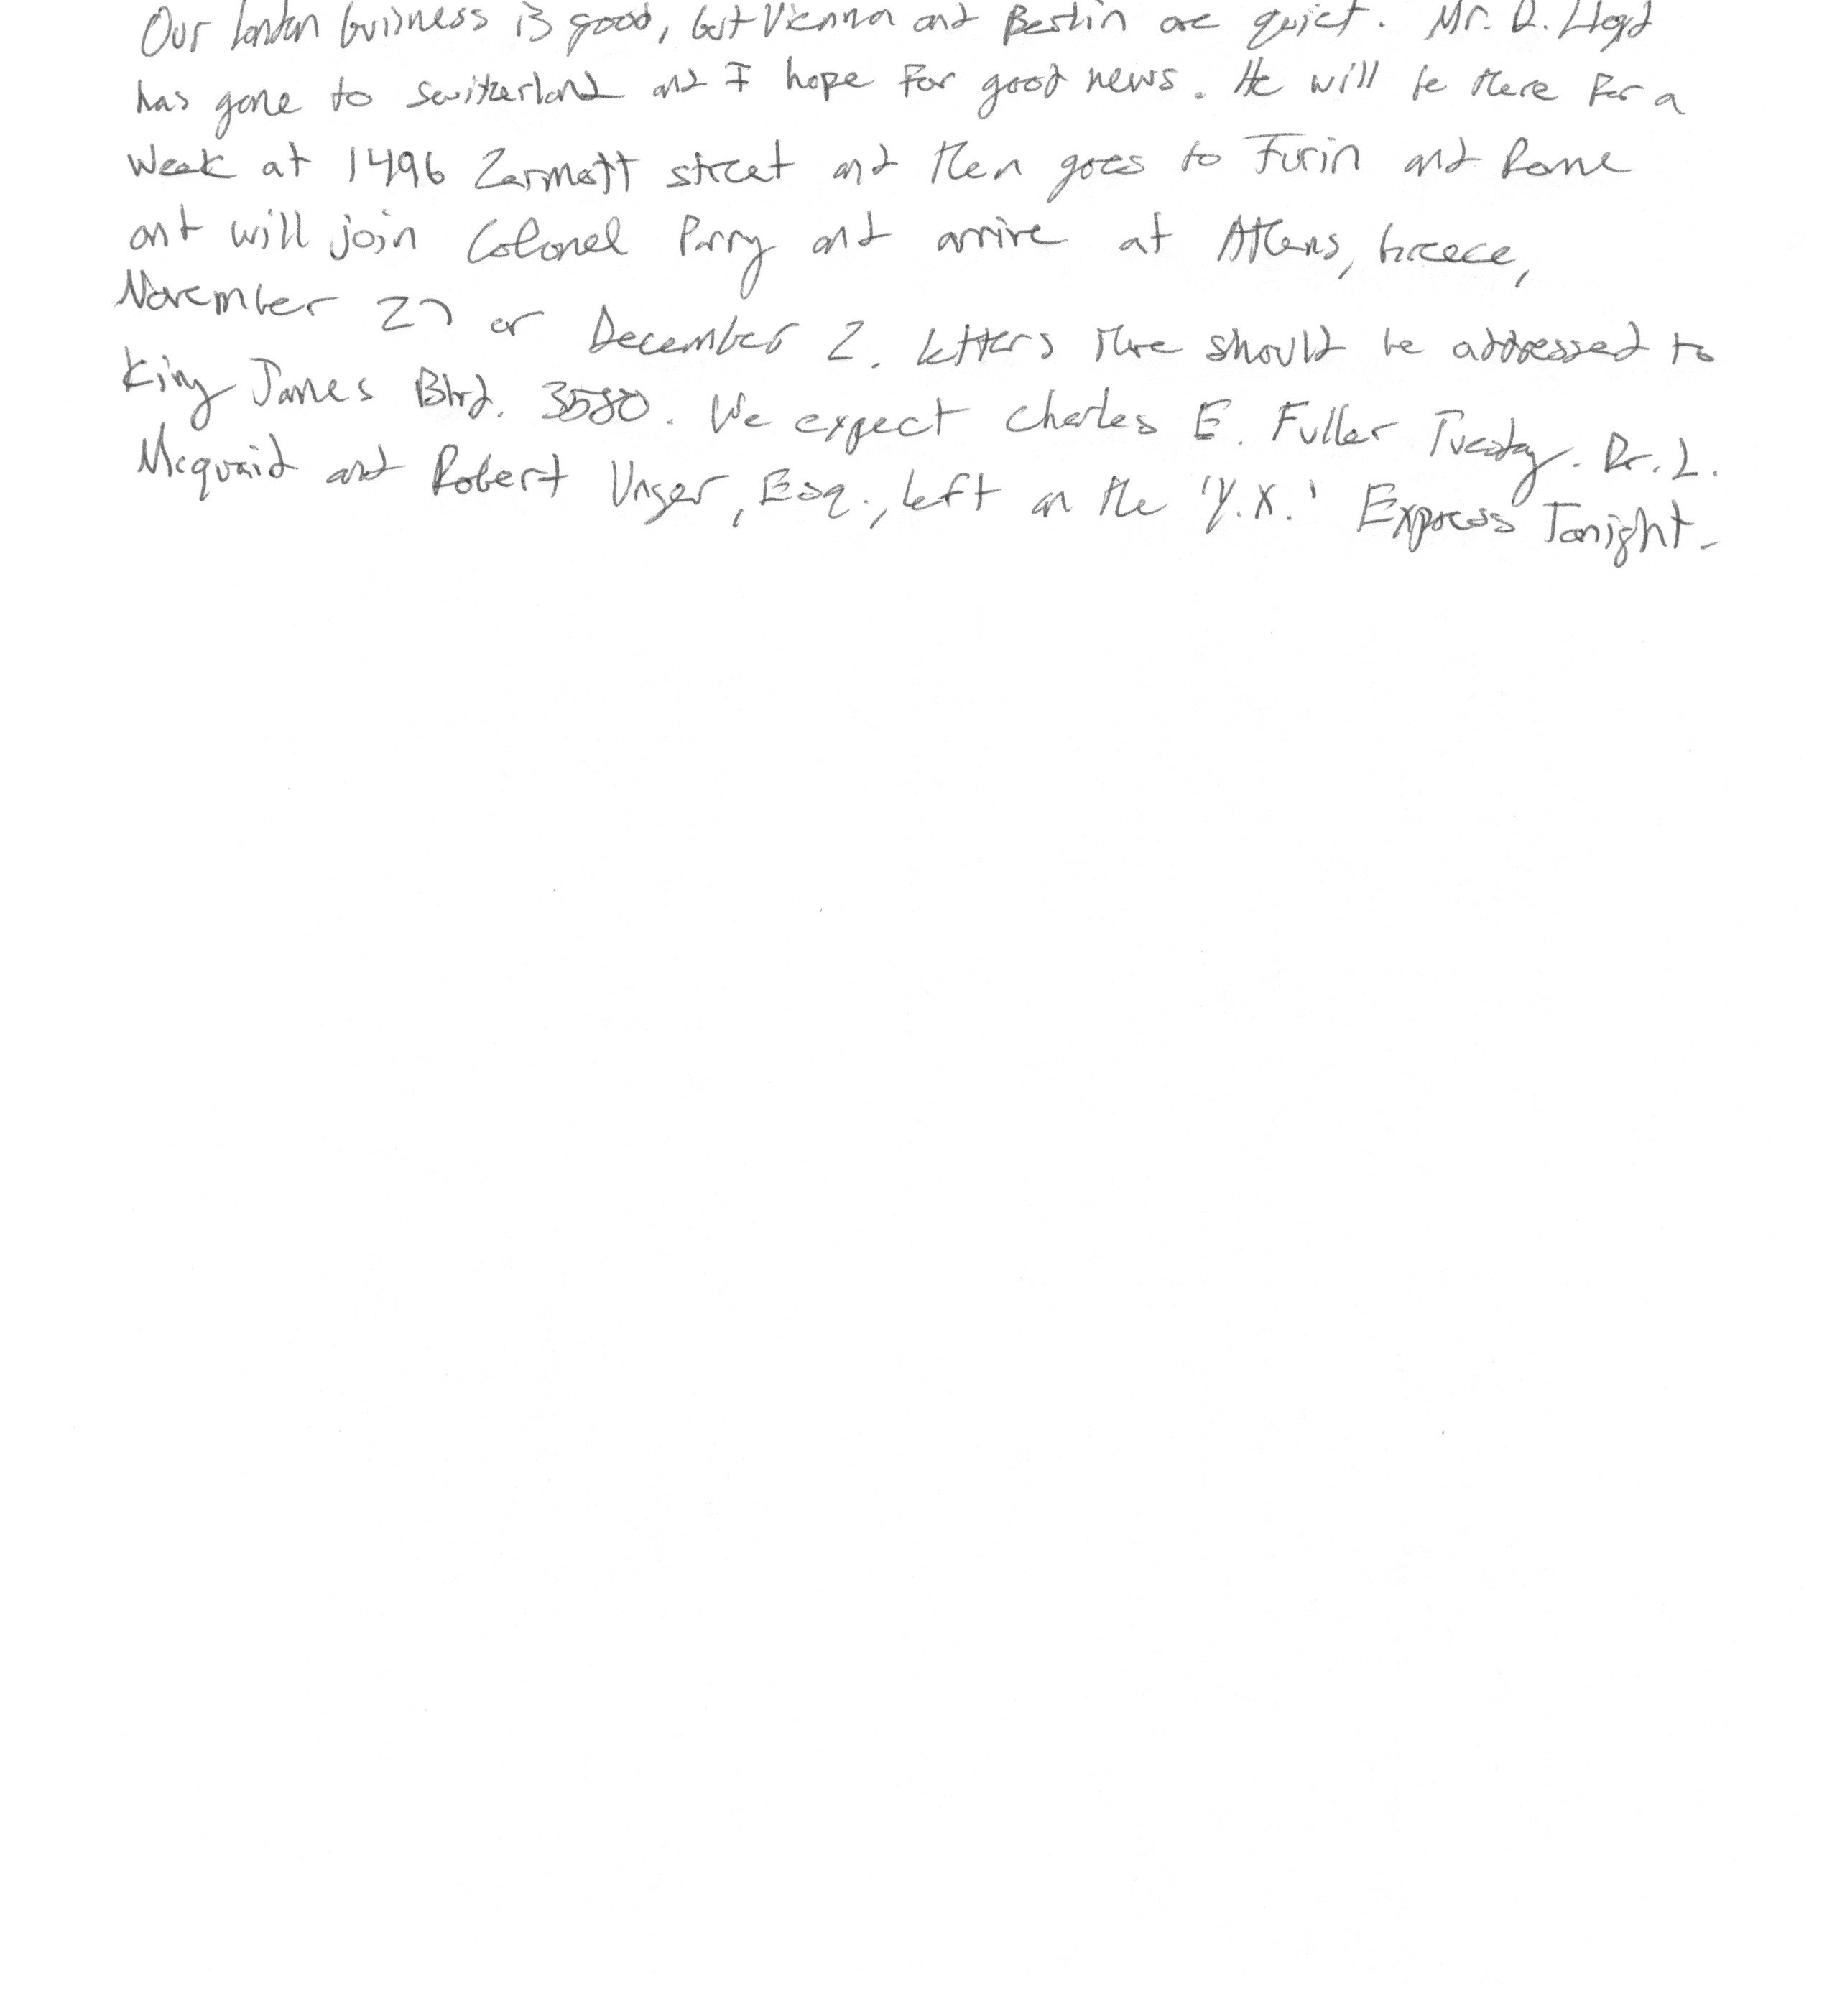 Our London buisness is good, but Vienna and Berlin are quiet. Mr. D. Lloyd
has gone to Switzerland and I hope for good news. He will be there for a
week at 1496 Zermott street and then goes to Turin and Rome
and will join Colonel Parry and arrive at Athens, Greece,
November 27 or December 2. Letters there should be addressed to
King James Blvd. 3580. We expect Charles E. Fuller Tuesday. Dr. L.
Mcquaid and Robert Unger, Esq., left on the 'Y.X.' Express Tonight.